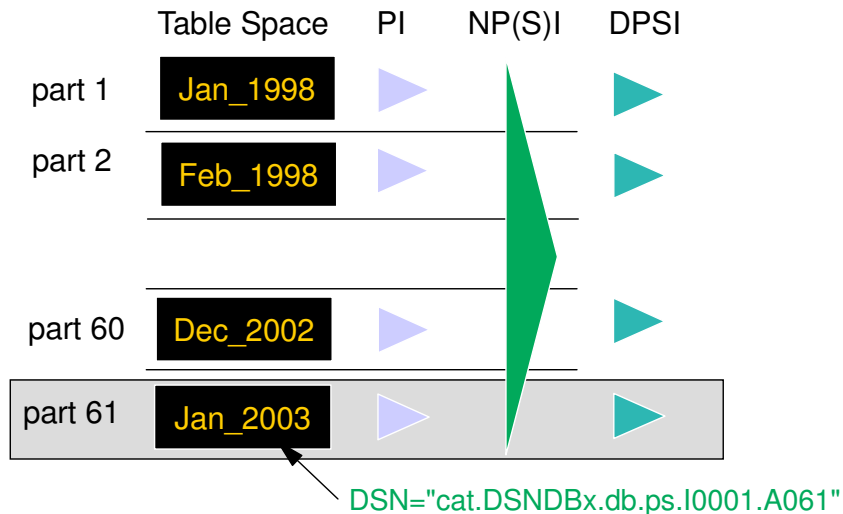 Table Space PI NP(S)I DPSI
part 1 Jan_1998
part 2 Feb_1998
part 60 Dec_2002
part 61 Jan_2003
DSN="cat.DSNDBx.db.ps.I0001.A061"